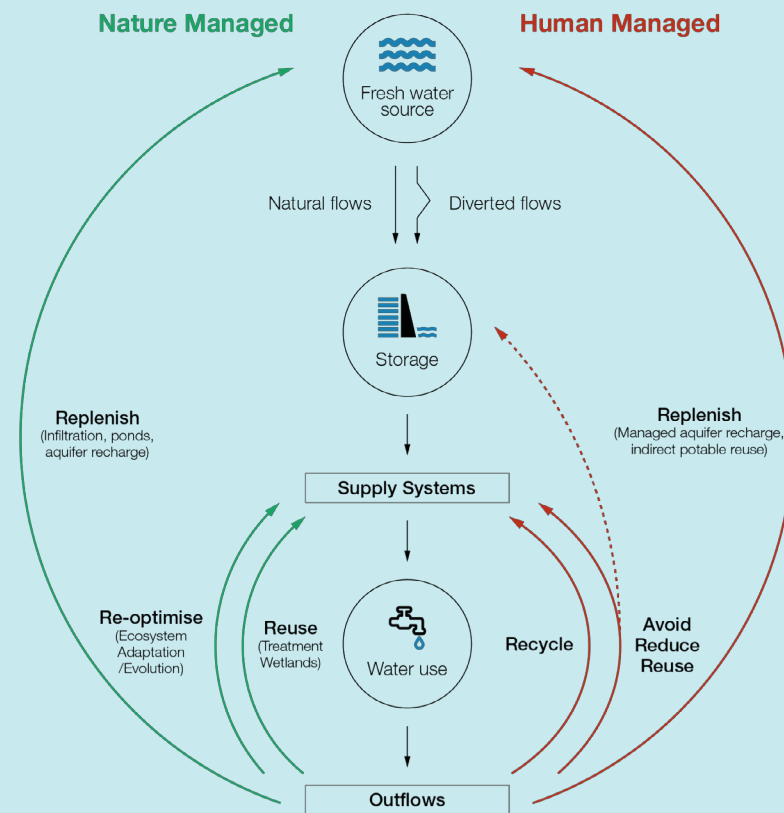 Nature Managed
Human Managed
Fresh water
source
Natural flows
Diverted flows
Storage
Replenish
(Infiltration, ponds,
aquifer recharge)
Replenish
(Managed aquifer recharge,
indirect potable reuse)
Supply Systems
Re-optimise
(Ecosystem
Adaptation
/Evolution)
Reuse
(Treatment
Wetlands)
Water use
Recycle
Avoid
Reduce
Reuse
Outflows